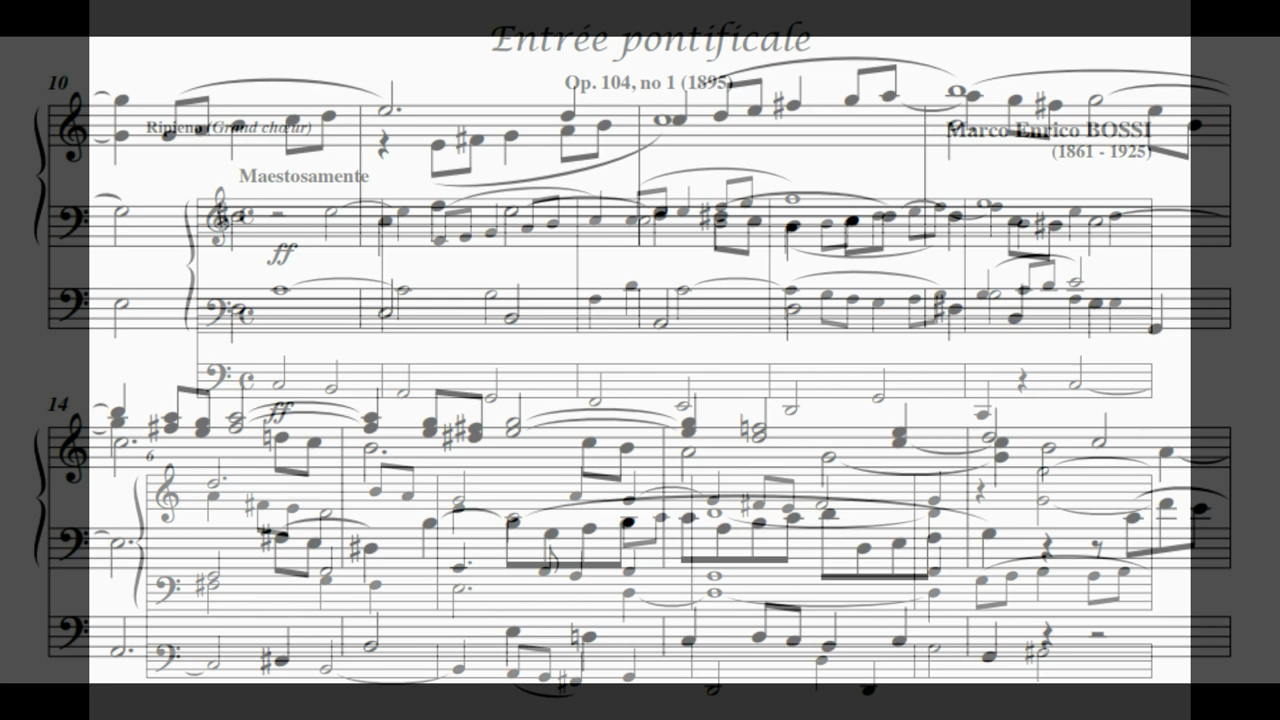 Entrée pontificale
10
Op. 104, no 1 (1895)
Ripieno (Grand chœur)
Marco Enrico BOSSI
(1861 - 1925)
Maestosamente
ff
14
ff
6